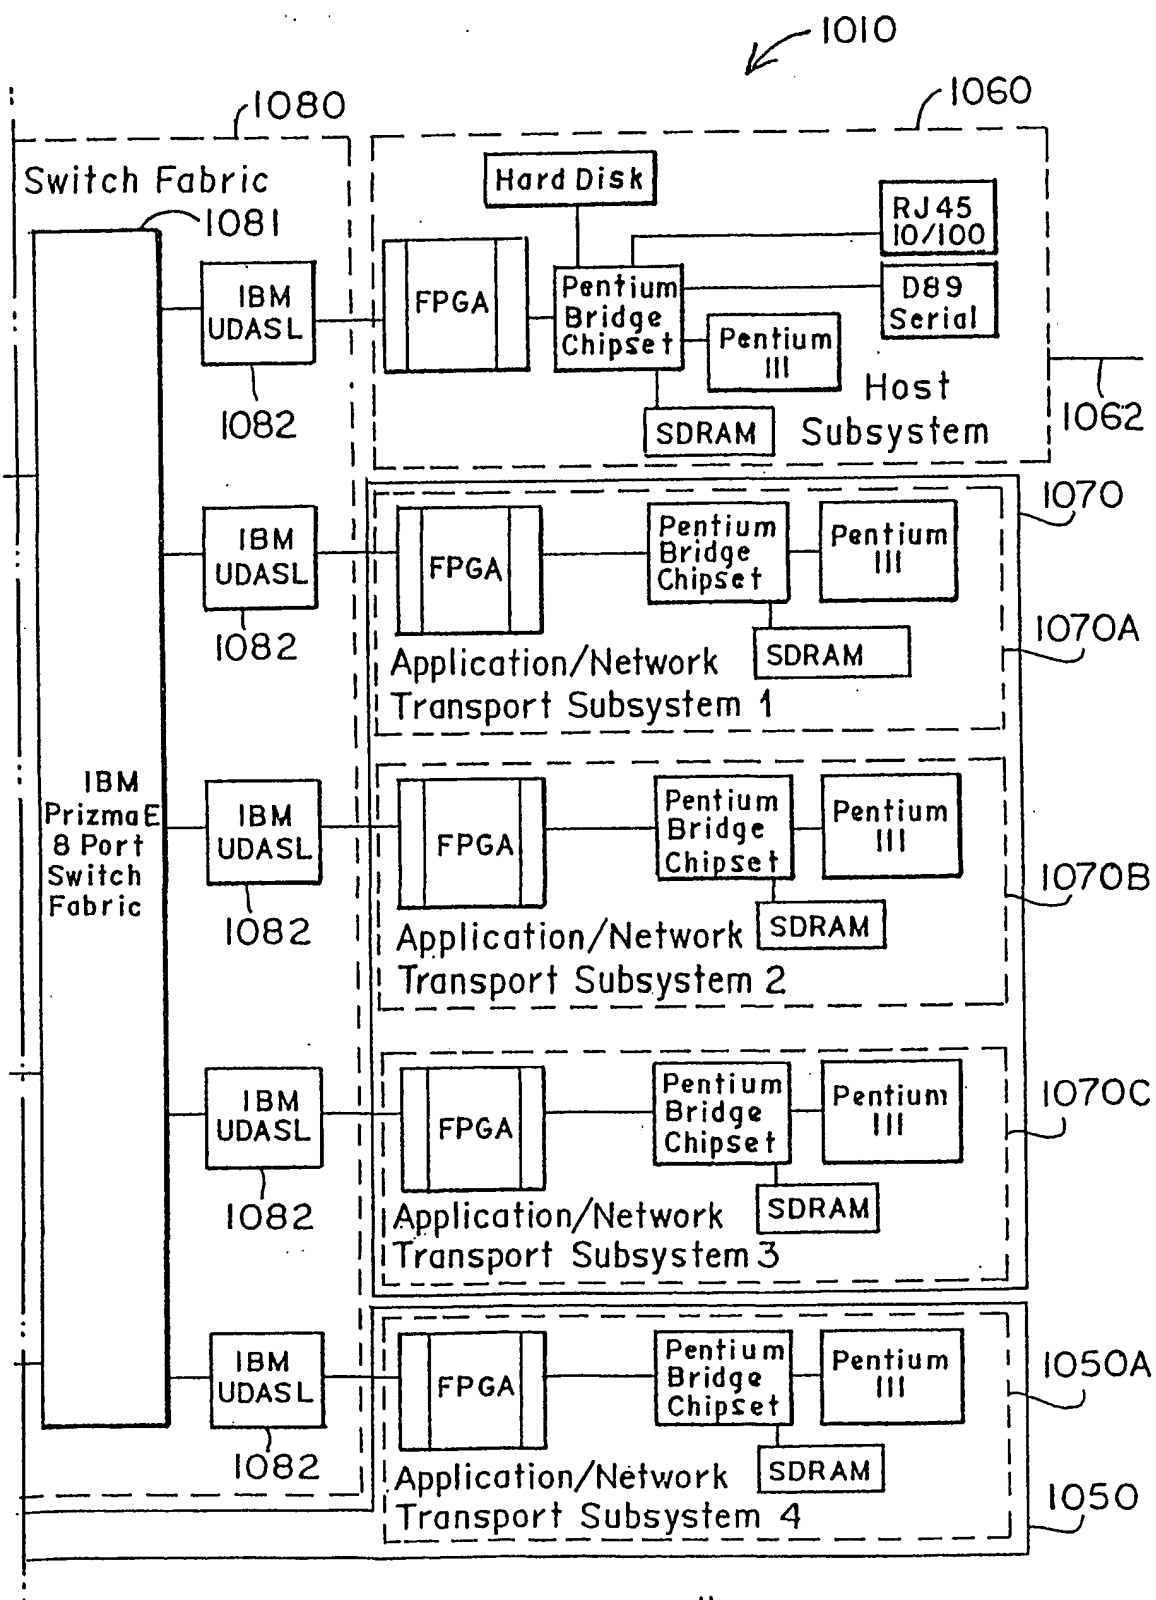 1010
1080
1060
Switch Fabric
1081
Hard Disk
RJ45
10/100
IBM
UDASL
FPGA
Pentium
Bridge
Chipset
D89
Serial
Pentium
III
1082
SDRAM
Host
Subsystem
1062
1070
IBM
UDASL
FPGA
Pentium
Bridge
Chipset
Pentium
III
1082
SDRAM
1070A
Application/Network
Transport Subsystem 1
IBM
PrizmaE
8 Port
Switch
Fabric
IBM
UDASL
FPGA
Pentium
Bridge
Chipset
Pentium
III
1070B
1082
SDRAM
Application/Network
Transport Subsystem 2
IBM
UDASL
FPGA
Pentium
Bridge
Chipset
Pentium
III
1070C
1082
SDRAM
Application/Network
Transport Subsystem 3
IBM
UDASL
FPGA
Pentium
Bridge
Chipset
Pentium
III
1050A
1082
SDRAM
Application/Network
Transport Subsystem 4
1050